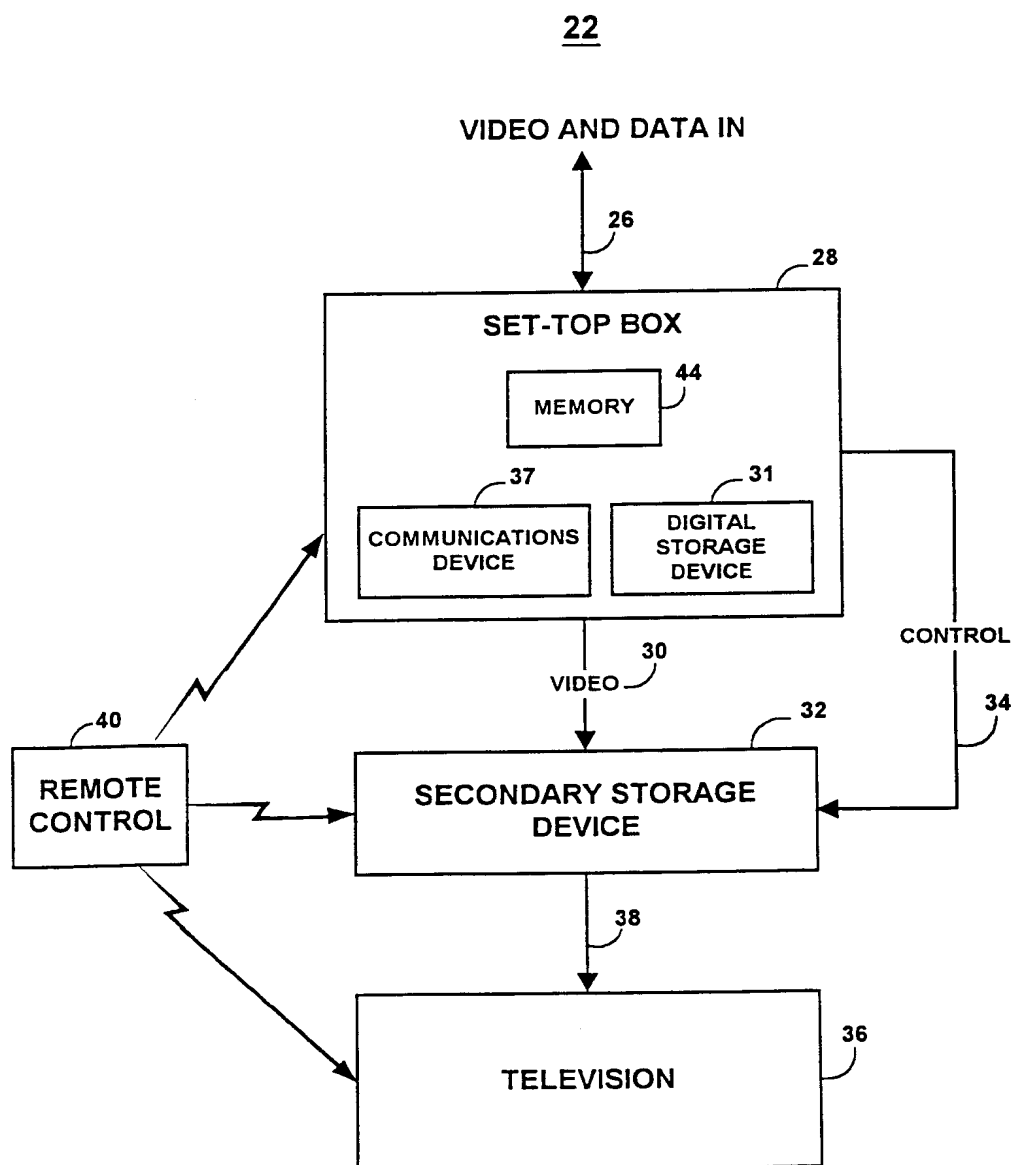 22
VIDEO AND DATA IN
26
28
SET-TOP BOX
44
MEMORY
37
31
COMMUNICATIONS
DEVICE
DIGITAL
STORAGE
DEVICE
CONTROL
30
VIDEO
34
32
40
REMOTE
CONTROL
SECONDARY STORAGE
DEVICE
38
36
TELEVISION